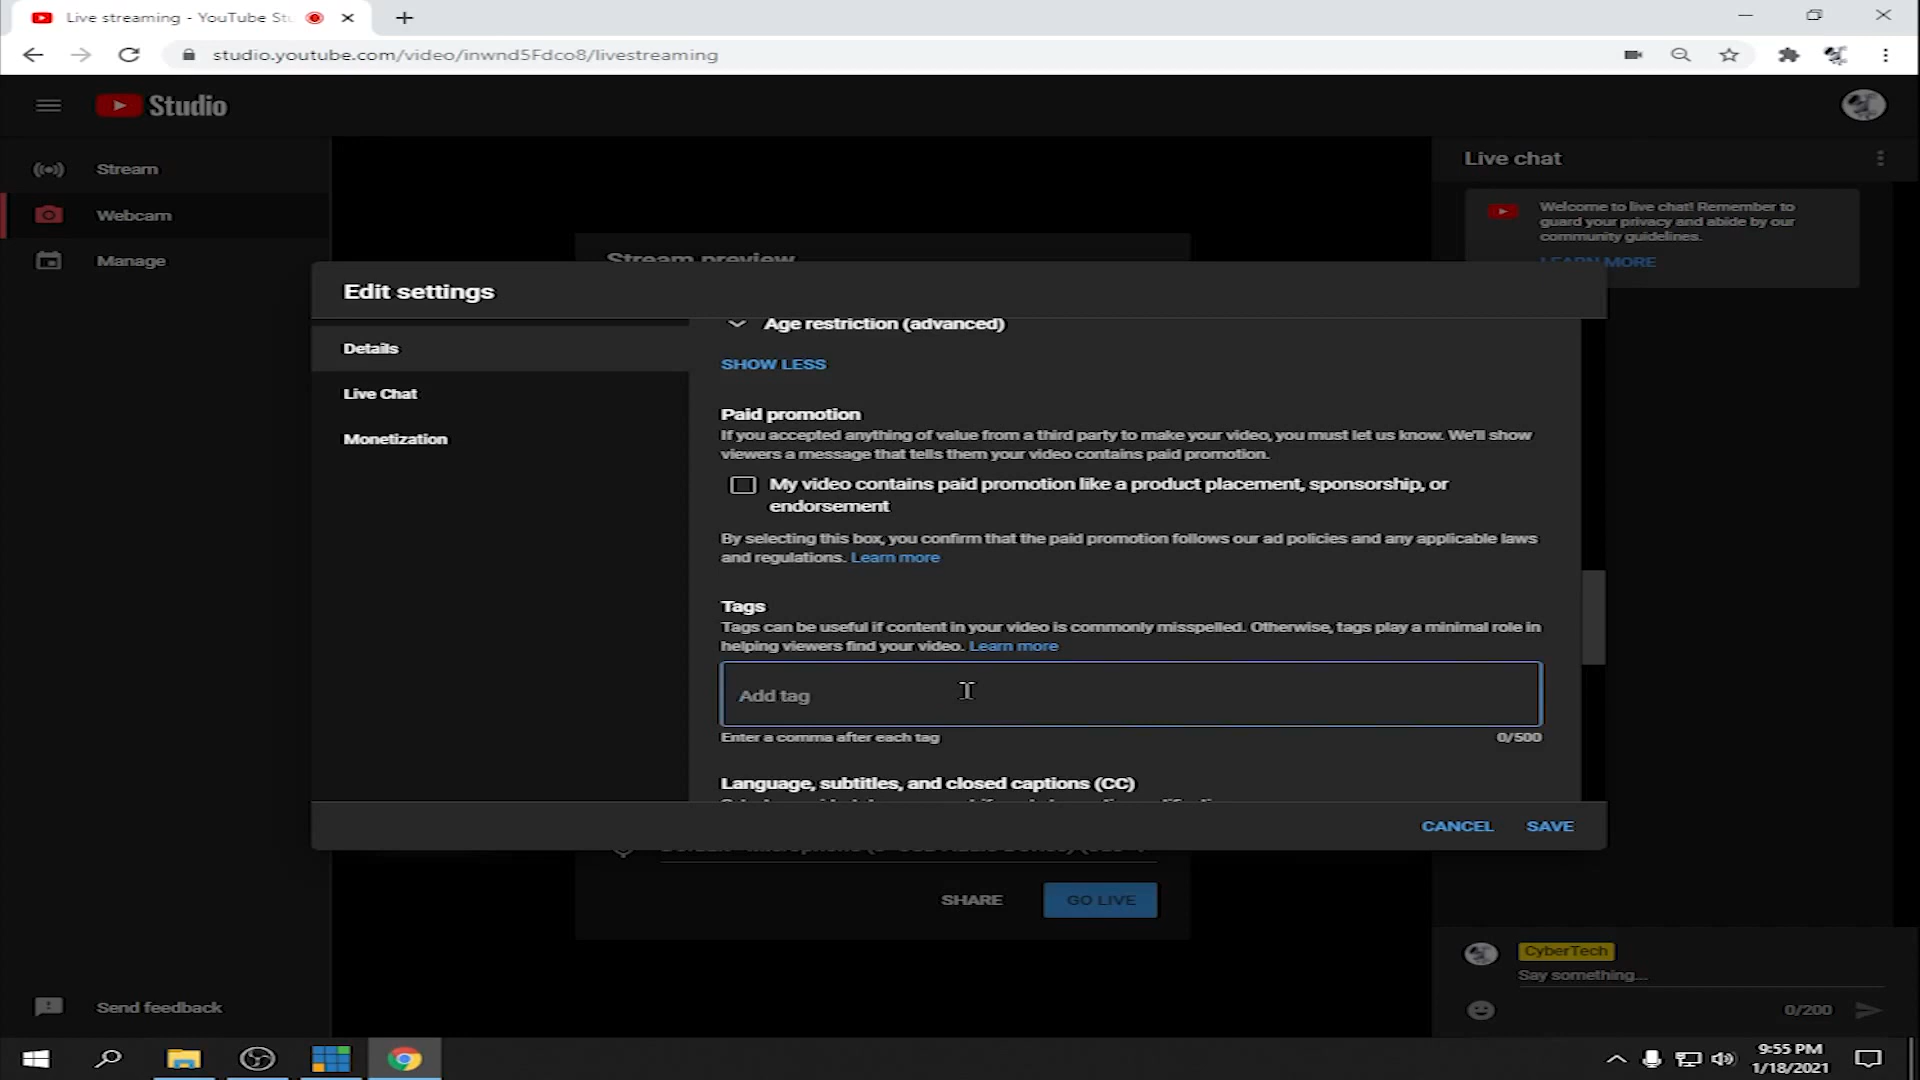 Live streaming - YouTube Stu
studio.youtube.com/video/inwnd5Fdco8/livestreaming
Studio
Stream
Webcam
Manage
Send feedback
Stream preview
Live chat
Welcome to live chat! Remember to
guard your privacy and abide by our
community guidelines.
LEARN MORE
Edit settings
Details
Live Chat
Monetization
Age restriction (advanced)
SHOW LESS
Paid promotion
If you accepted anything of value from a third party to make your video, you must let us know. We'll show
viewers a message that tells them your video contains paid promotion.
My video contains paid promotion like a product placement, sponsorship, or
endorsement
By selecting this box, you confirm that the paid promotion follows our ad policies and any applicable laws
and regulations. Learn more
Tags
Tags can be useful if content in your video is commonly misspelled. Otherwise, tags play a minimal role in
helping viewers find your video. Learn more
Add tag
Enter a comma after each tag
0/500
Language, subtitles, and closed captions (CC)
CANCEL
SAVE
SHARE
GO LIVE
CyberTech
Say something...
0/200
9:55 PM
1/18/2021